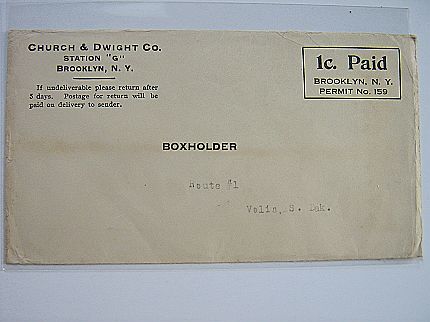 CHURCH & DWIGHT CO.
STATION "G"
BROOKLYN, N. Y.
If undeliverable please return after
5 days. Postage for return will be
paid on delivery to sender.
1c. Paid
BROOKLYN, N. Y.
PERMIT No. 159
BOXHOLDER
Route #1
Volin, S. Dak.